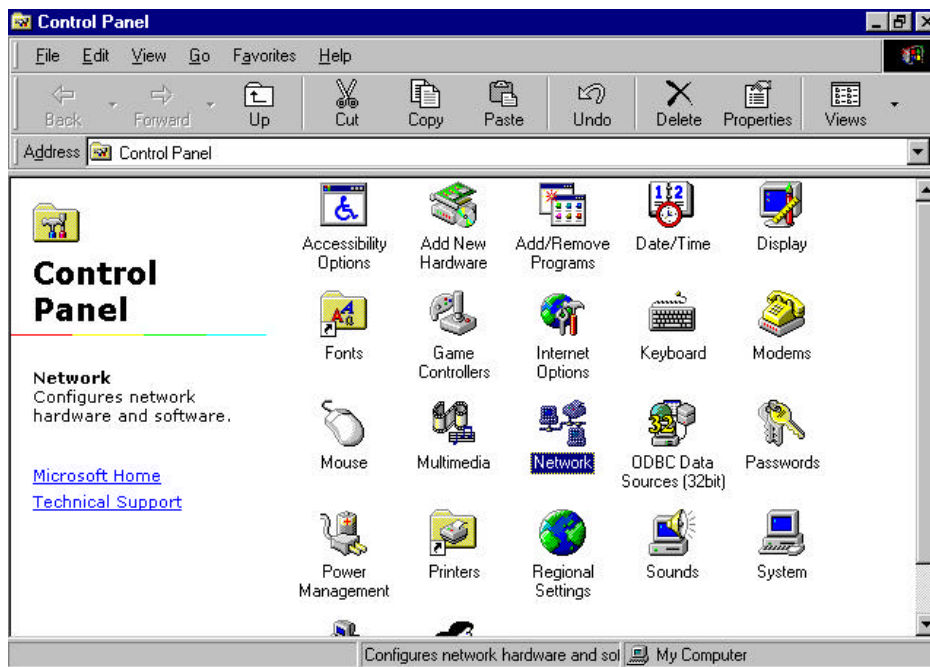 Control Panel
File Edit View Go Favorites Help
Back Forward Up Cut Copy Paste Undo Delete Properties Views
Address Control Panel
Control
Panel
Network
Configures network
hardware and software.
Microsoft Home
Technical Support
1 2
Accessibility
Options
Add New
Hardware
Add/Remove
Programs
Date/Time
Display
Fonts
Game
Controllers
Internet
Options
Keyboard
Modems
32
Mouse
Multimedia
Network
ODBC Data
Sources (32bit)
Passwords
Power
Management
Printers
Regional
Settings
Sounds
System
Configures network hardware and sol
My Computer